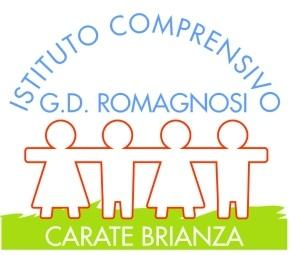 ISTITUTO COMPRENSIVO
G.D. ROMAGNOSI
CARATE BRIANZA